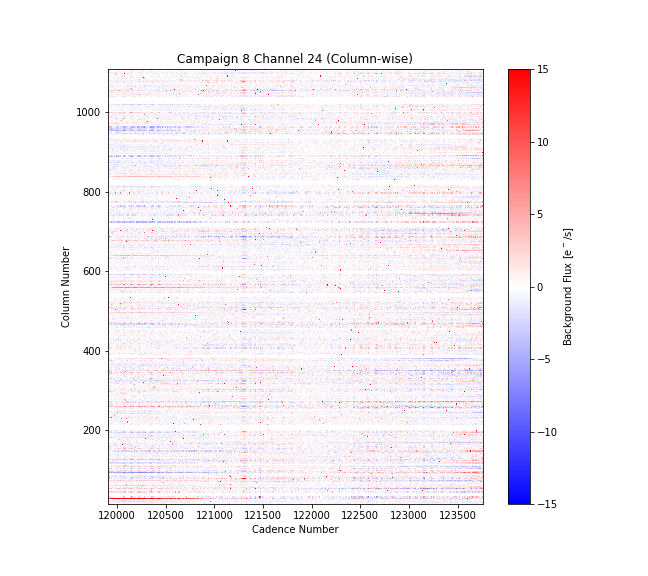 Campaign 8 Channel 24 (Column-wise)
1000
800
600
400
200
Column Number
120000 120500 121000 121500 122000 122500 123000 123500
Cadence Number
15
10
5
0
−5
−10
−15
Background Flux [e⁻/s]